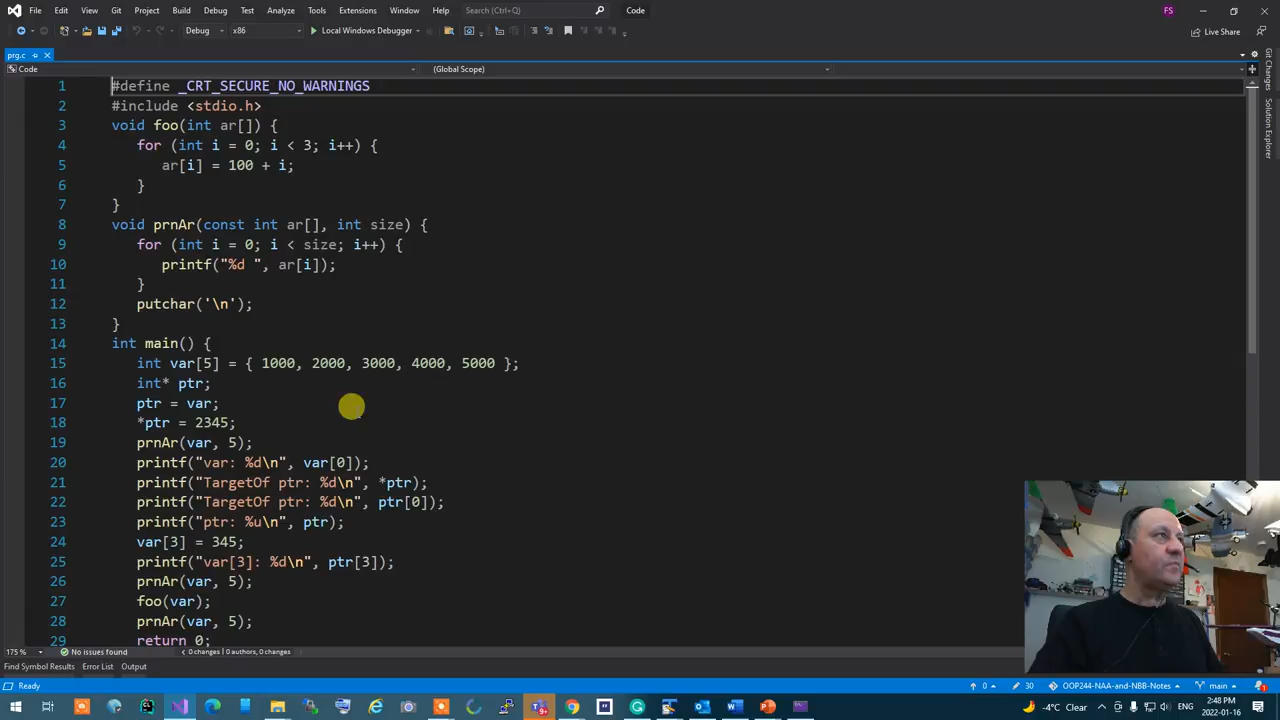 File Edit View Git Project Build Debug Test Analyze Tools Extensions Window Help Search (Ctrl+Q) Code FS
Debug x86 Local Windows Debugger Live Share
prg.c
Code (Global Scope)
1 #define _CRT_SECURE_NO_WARNINGS
2 #include <stdio.h>
3 void foo(int ar[]) {
4 for (int i = 0; i < 3; i++) {
5 ar[i] = 100 + i;
6 }
7 }
8 void prnAr(const int ar[], int size) {
9 for (int i = 0; i < size; i++) {
10 printf("%d ", ar[i]);
11 }
12 putchar('\n');
13 }
14 int main() {
15 int var[5] = { 1000, 2000, 3000, 4000, 5000 };
16 int* ptr;
17 ptr = var;
18 *ptr = 2345;
19 prnAr(var, 5);
20 printf("var: %d\n", var[0]);
21 printf("TargetOf ptr: %d\n", *ptr);
22 printf("TargetOf ptr: %d\n", ptr[0]);
23 printf("ptr: %u\n", ptr);
24 var[3] = 345;
25 printf("var[3]: %d\n", ptr[3]);
26 prnAr(var, 5);
27 foo(var);
28 prnAr(var, 5);
29 return 0;
Git Changes
Solution Explorer
175 % No issues found 0 changes | 0 authors, 0 changes
Find Symbol Results Error List Output
Ready 0 30 OOP244-NAA-and-NBB-Notes main 1
-4°C Clear 2:48 PM
2022-01-16